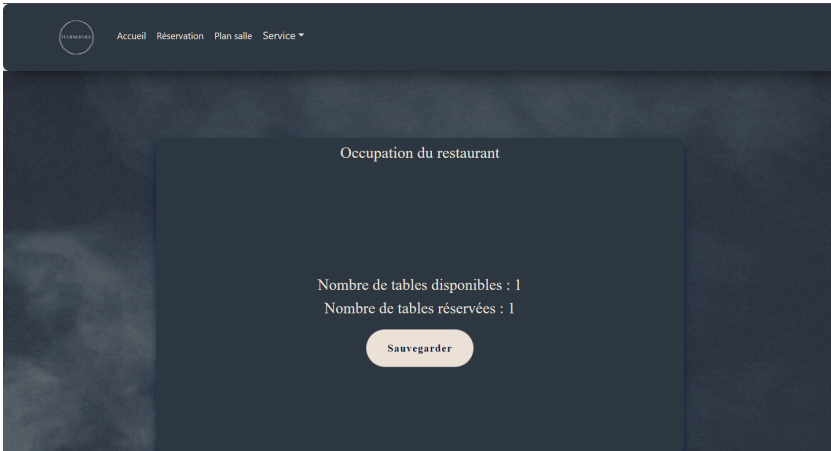 Accueil Réservation Plan salle Service
Occupation du restaurant
Nombre de tables disponibles : 1
Nombre de tables réservées : 1
Sauvegarder